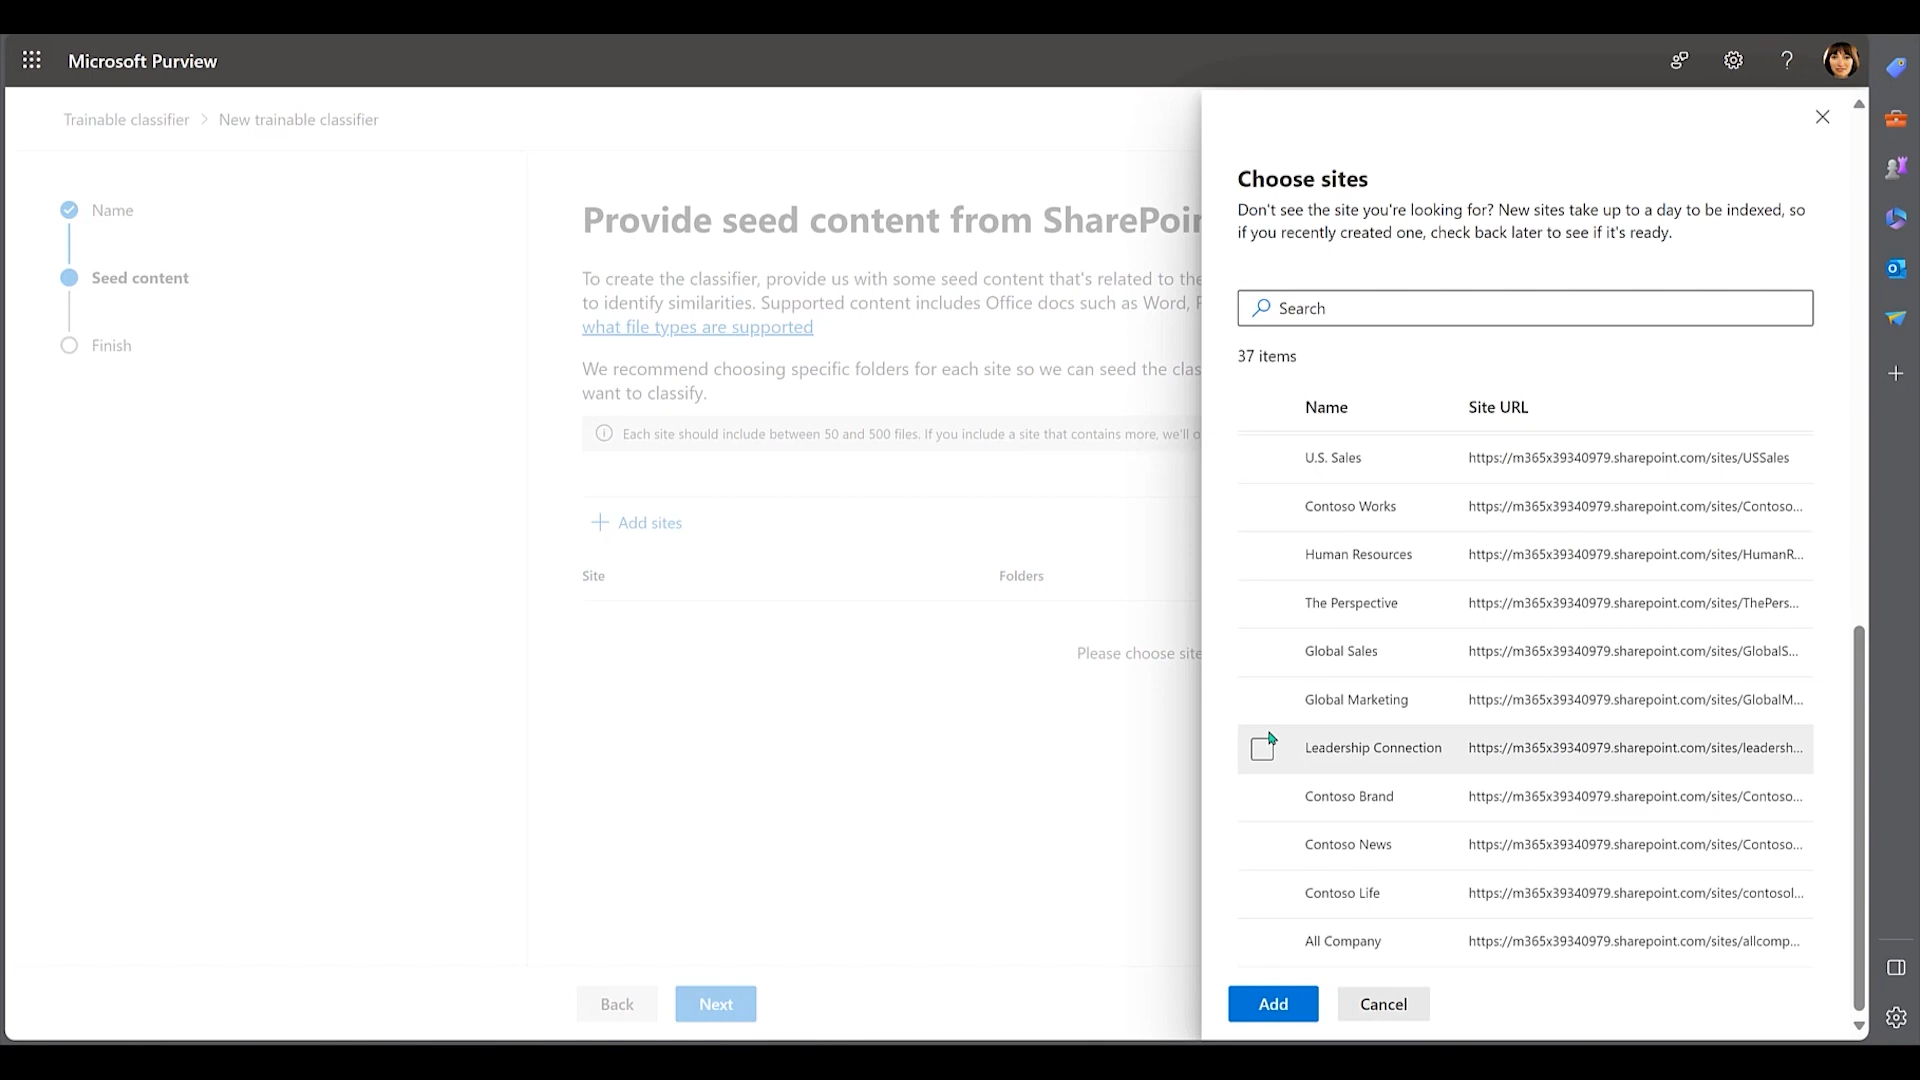 Microsoft Purview
Trainable classifier > New trainable classifier
Name
Seed content
Finish
Provide seed content from SharePoi
To create the classifier, provide us with some seed content that's related to the
to identify similarities. Supported content includes Office docs such as Word,
what file types are supported
We recommend choosing specific folders for each site so we can seed the clas
want to classify.
Each site should include between 50 and 500 files. If you include a site that contains more, we'll o
Add sites
Site Folders
Please choose site
Back Next
Choose sites
Don't see the site you're looking for? New sites take up to a day to be indexed, so
if you recently created one, check back later to see if it's ready.
Search
37 items
Name Site URL
U.S. Sales https://m365x39340979.sharepoint.com/sites/USSales
Contoso Works https://m365x39340979.sharepoint.com/sites/Contoso...
Human Resources https://m365x39340979.sharepoint.com/sites/HumanR...
The Perspective https://m365x39340979.sharepoint.com/sites/ThePers...
Global Sales https://m365x39340979.sharepoint.com/sites/GlobalS...
Global Marketing https://m365x39340979.sharepoint.com/sites/GlobalM...
Leadership Connection https://m365x39340979.sharepoint.com/sites/leadersh...
Contoso Brand https://m365x39340979.sharepoint.com/sites/Contoso...
Contoso News https://m365x39340979.sharepoint.com/sites/Contoso...
Contoso Life https://m365x39340979.sharepoint.com/sites/contosol...
All Company https://m365x39340979.sharepoint.com/sites/allcomp...
Add Cancel